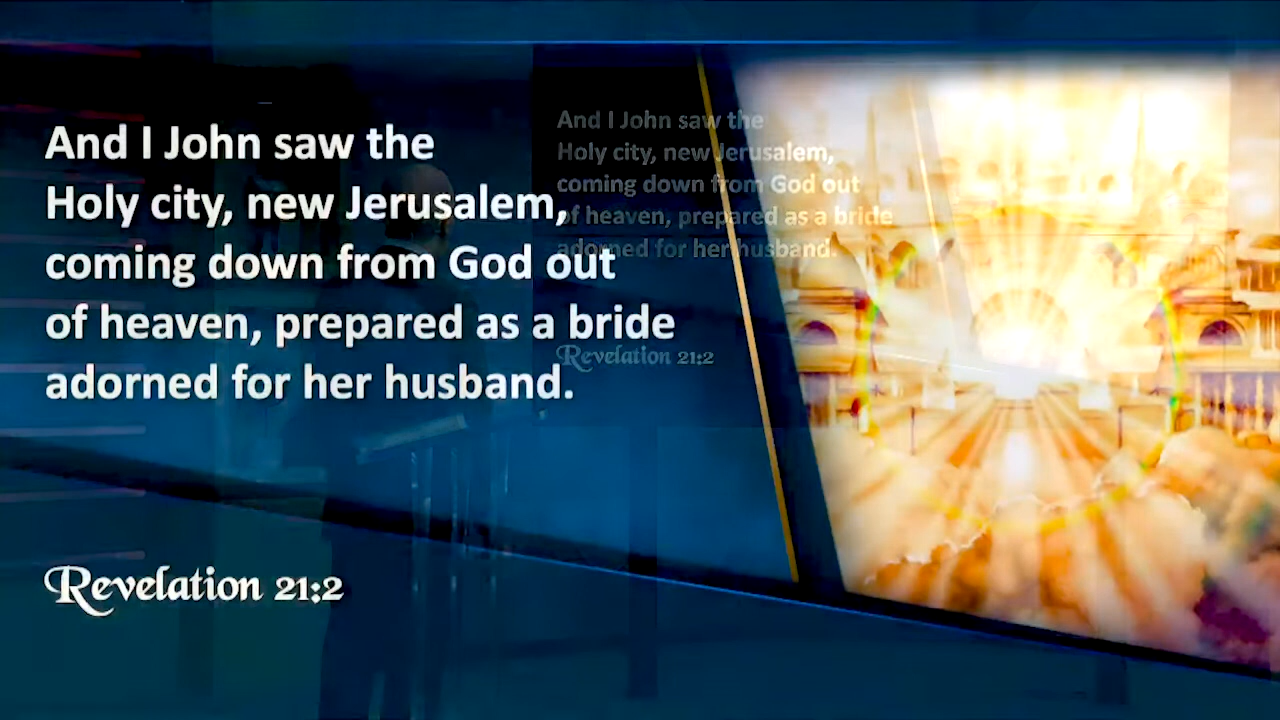 And I John saw the
Holy city, new Jerusalem,
coming down from God out
of heaven, prepared as a bride
adorned for her husband.
Revelation 21:2
And I John saw the
Holy city, new Jerusalem,
coming down from God out
of heaven, prepared as a bride
adorned for her husband.
Revelation 21:2